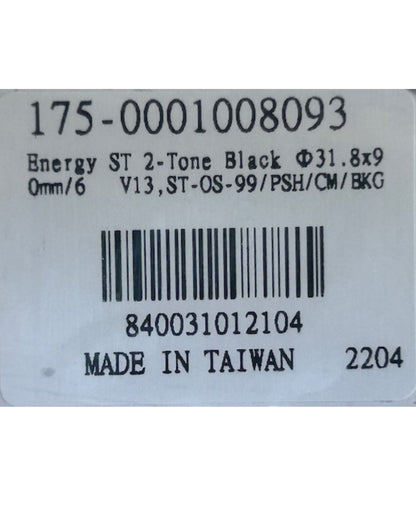 175-0001008093
Energy ST 2-Tone Black Φ31.8x9
0mm/6 V13,ST-OS-99/PSH/CM/BKG
840031012104
MADE IN TAIWAN 2204